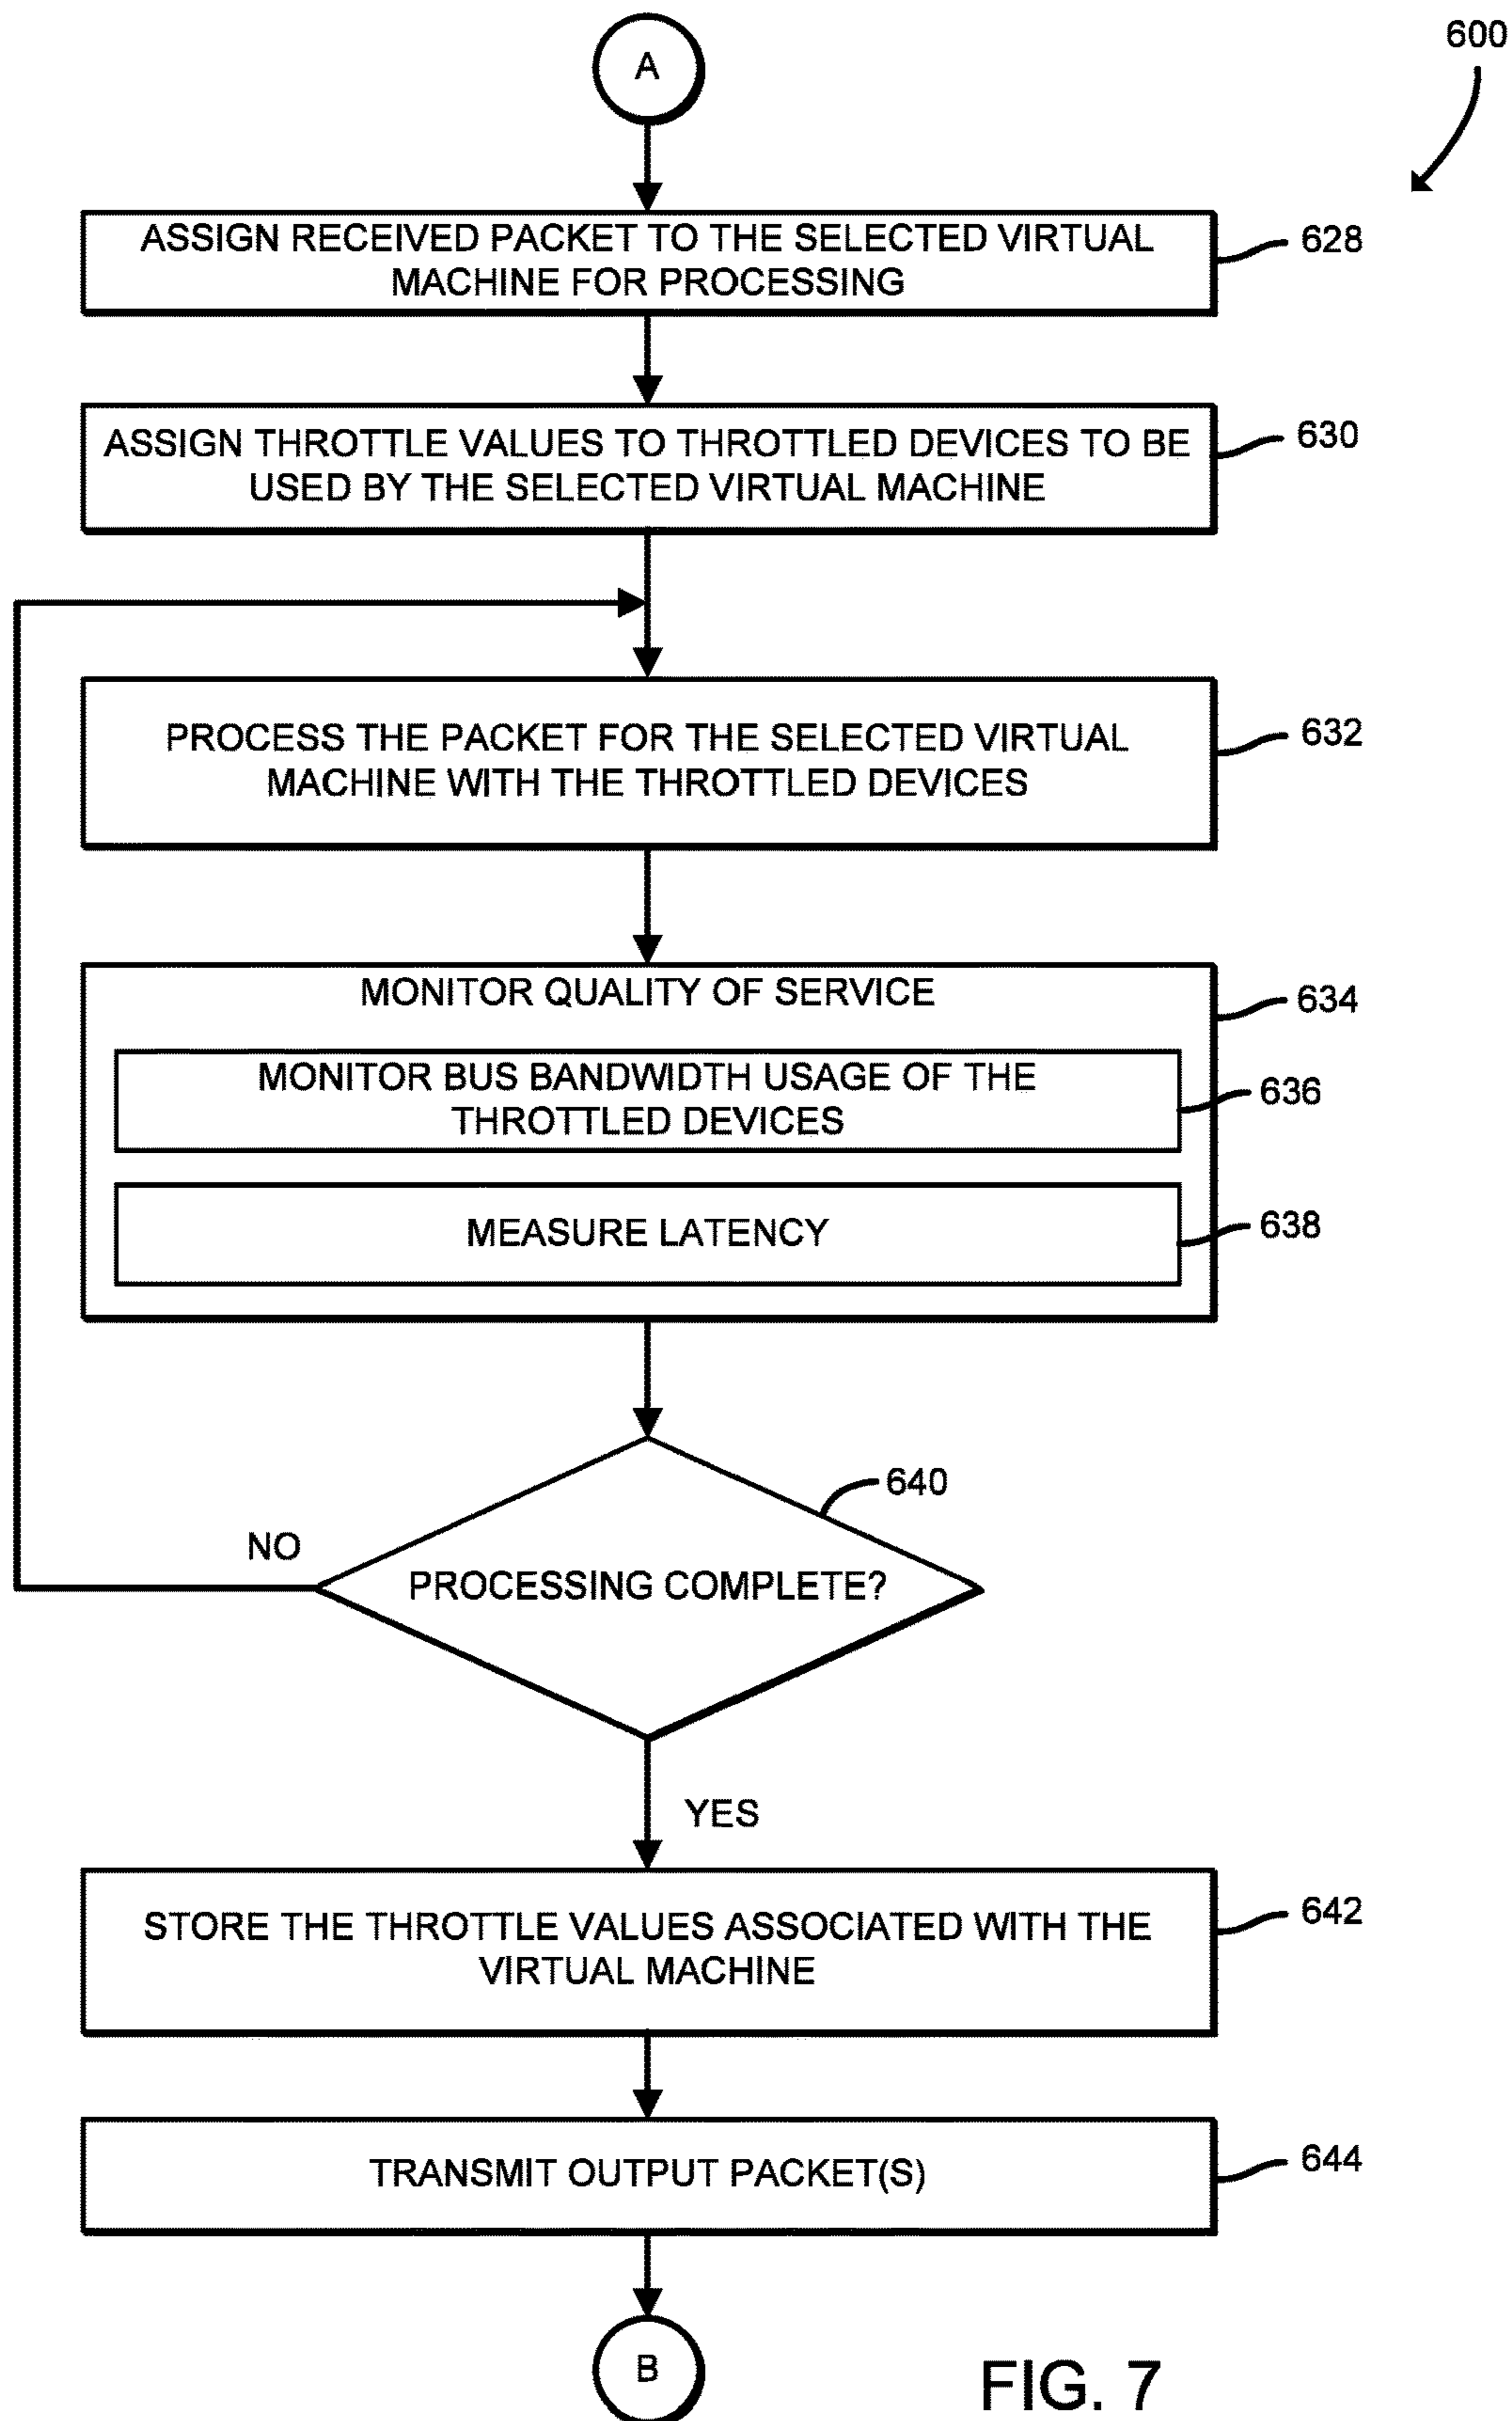 A
600
ASSIGN RECEIVED PACKET TO THE SELECTED VIRTUAL
MACHINE FOR PROCESSING
628
ASSIGN THROTTLE VALUES TO THROTTLED DEVICES TO BE
USED BY THE SELECTED VIRTUAL MACHINE
630
PROCESS THE PACKET FOR THE SELECTED VIRTUAL
MACHINE WITH THE THROTTLED DEVICES
632
MONITOR QUALITY OF SERVICE
634
MONITOR BUS BANDWIDTH USAGE OF THE
THROTTLED DEVICES
636
MEASURE LATENCY
638
640
NO
PROCESSING COMPLETE?
YES
STORE THE THROTTLE VALUES ASSOCIATED WITH THE
VIRTUAL MACHINE
642
TRANSMIT OUTPUT PACKET(S)
644
B
FIG. 7